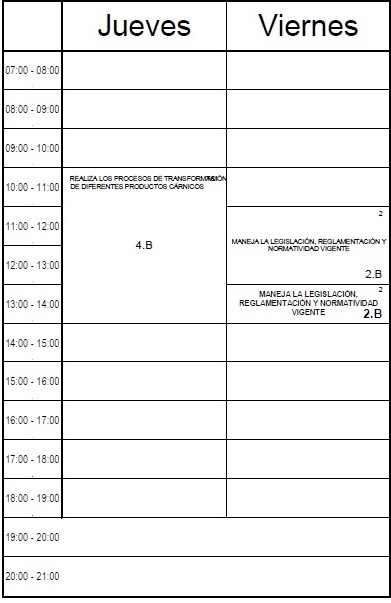 Jueves Viernes
07:00 - 08:00
08:00 - 09:00
09:00 - 10:00
10:00 - 11:00
REALIZA LOS PROCESOS DE TRANSFORMACIÓN
DE DIFERENTES PRODUCTOS CÁRNICOS
4.B
11:00 - 12:00
2
MANEJA LA LEGISLACIÓN, REGLAMENTACIÓN Y
NORMATIVIDAD VIGENTE
12:00 - 13:00
2.B
13:00 - 14:00
2
MANEJA LA LEGISLACIÓN,
REGLAMENTACIÓN Y NORMATIVIDAD
VIGENTE 2.B
14:00 - 15:00
15:00 - 16:00
16:00 - 17:00
17:00 - 18:00
18:00 - 19:00
19:00 - 20:00
20:00 - 21:00